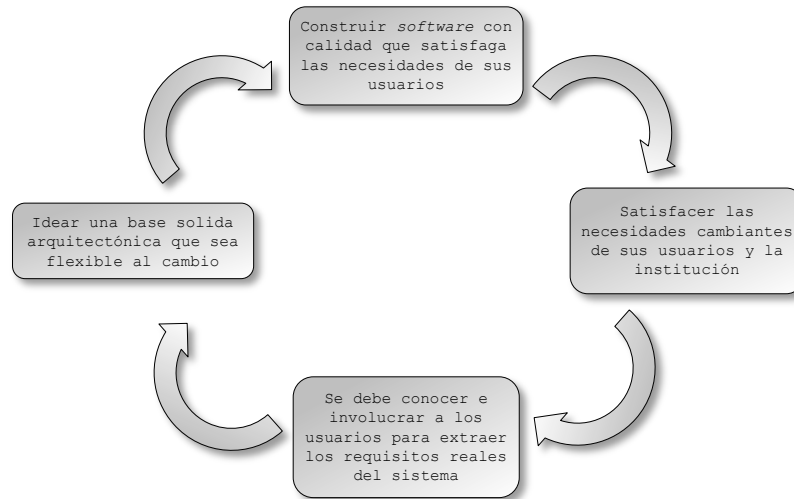 Construir software con
calidad que satisfaga
las necesidades de sus
usuarios
Idear una base solida
arquitectónica que sea
flexible al cambio
Satisfacer las
necesidades cambiantes
de sus usuarios y la
institución
Se debe conocer e
involucrar a los
usuarios para extraer
los requisitos reales
del sistema